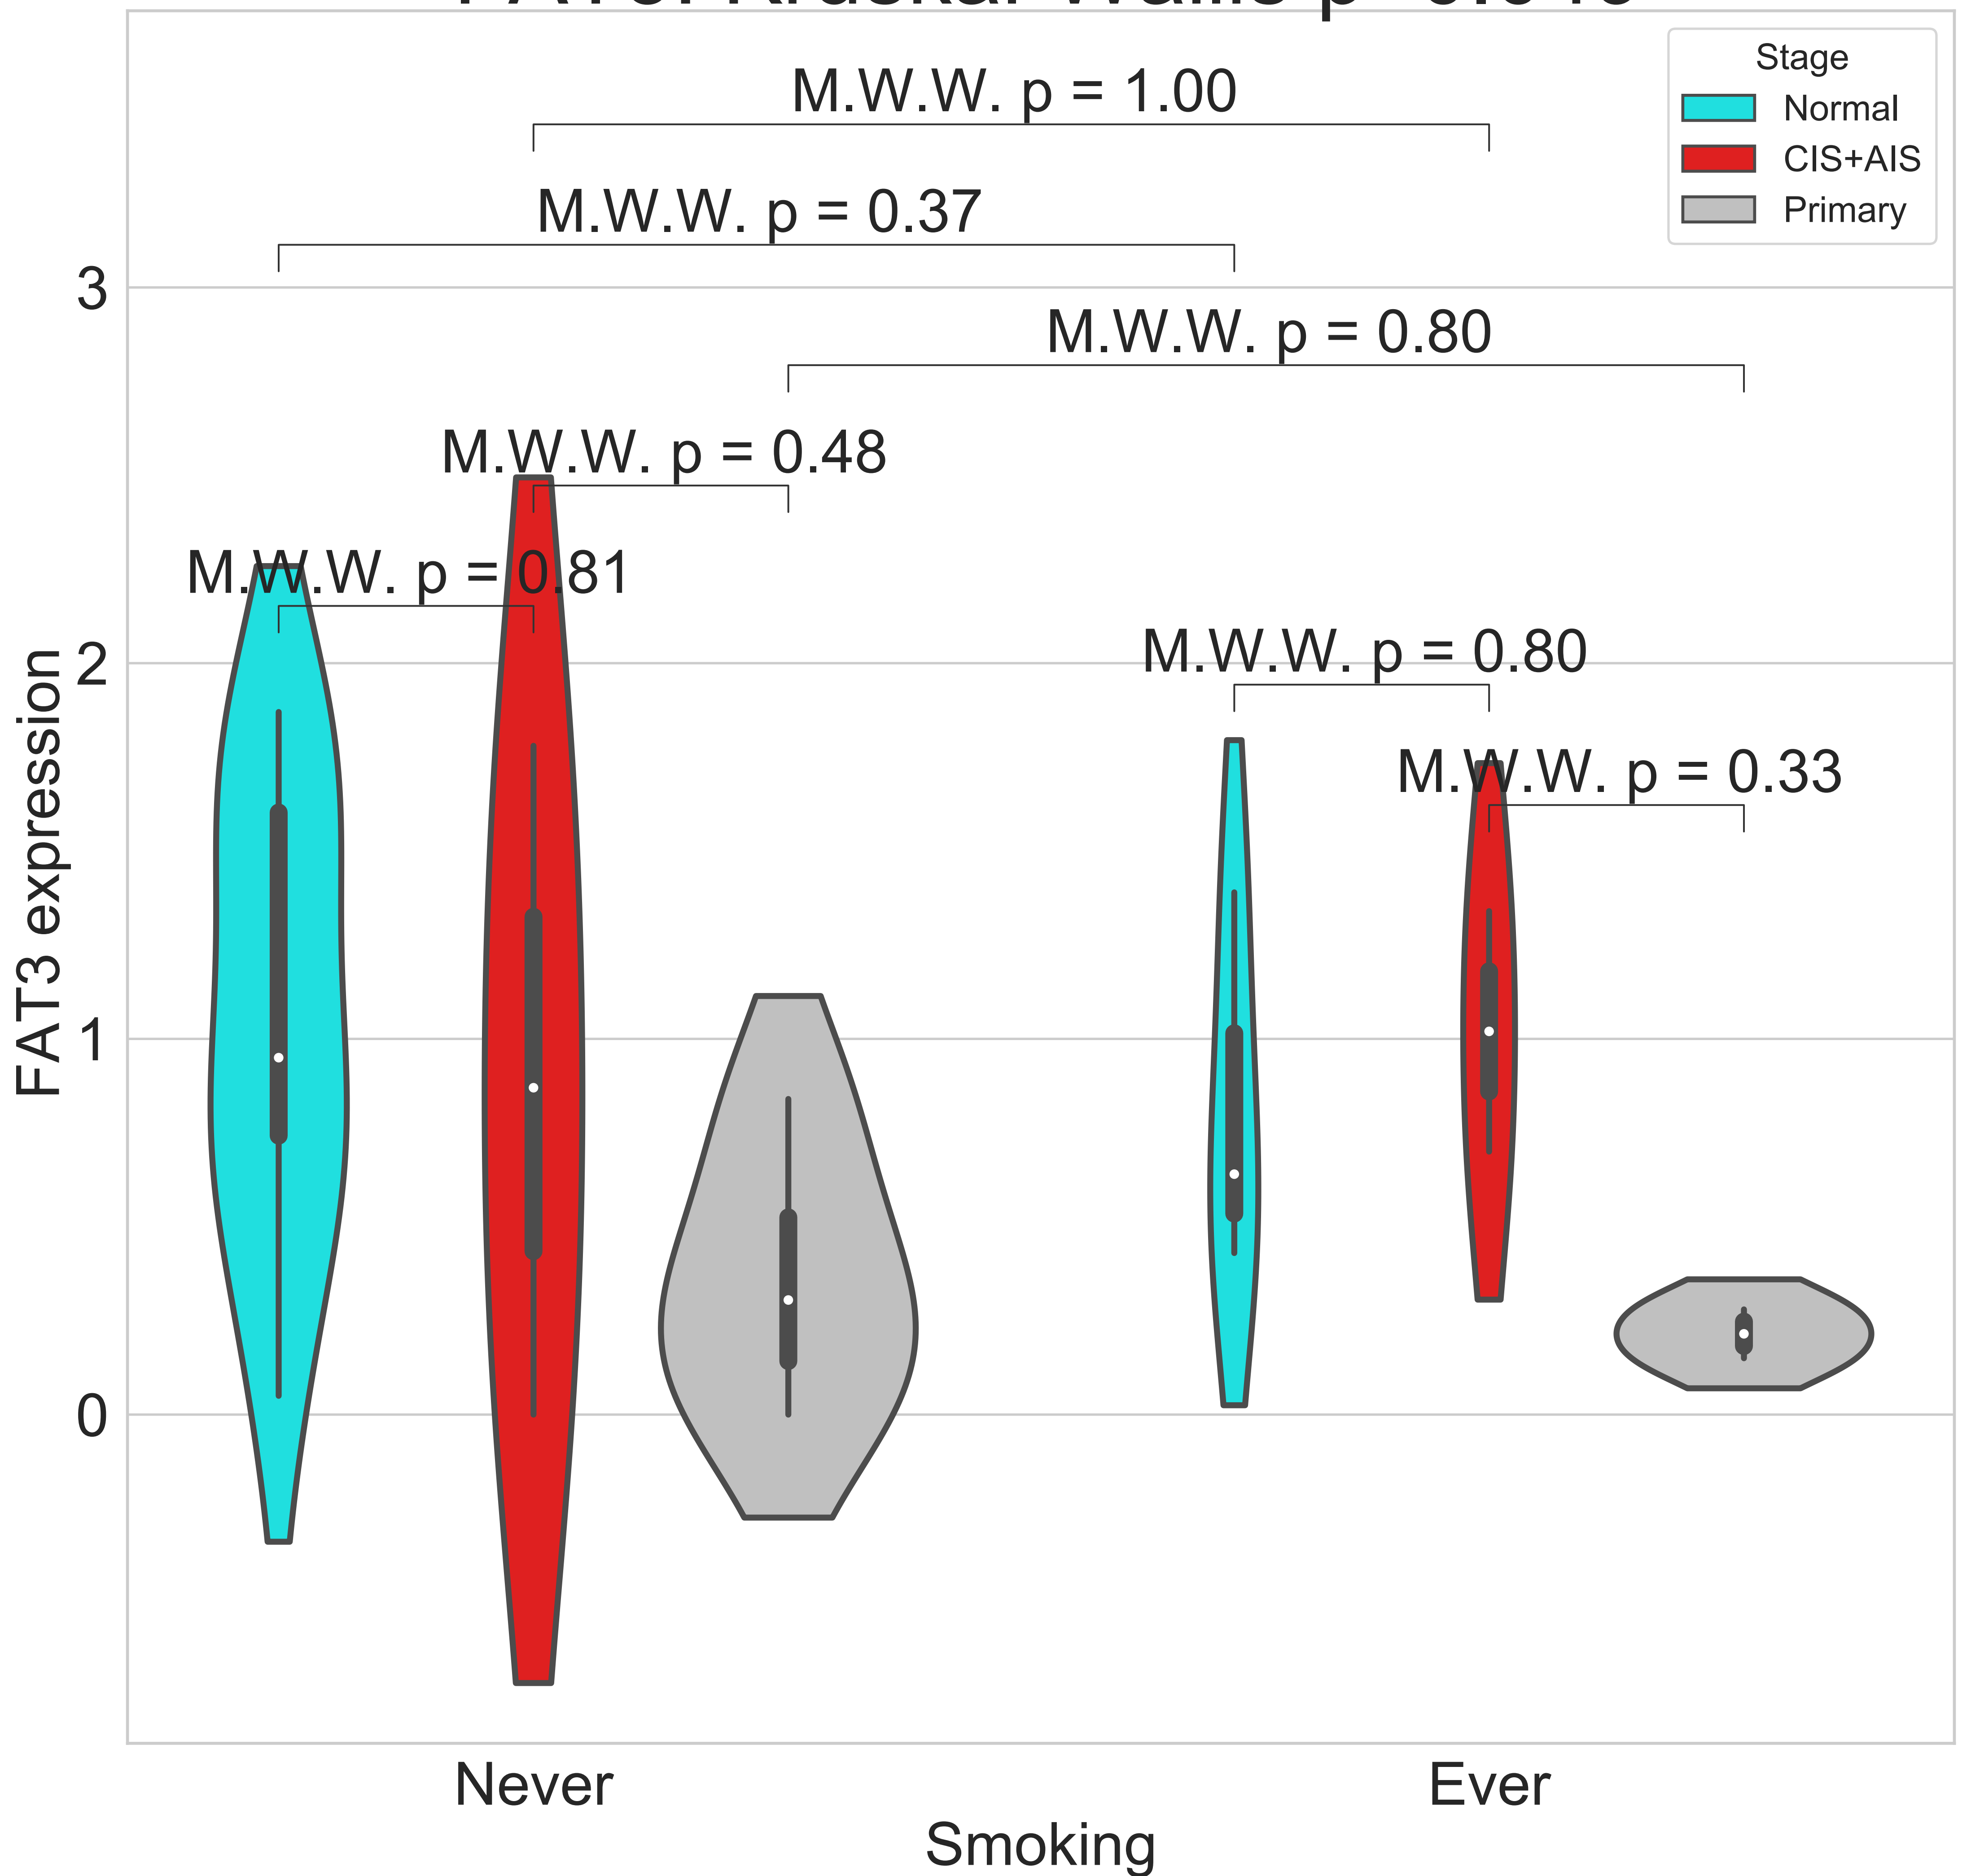 Stage
Normal
CIS+AIS
Primary
M.W.W. p = 1.00
M.W.W. p = 0.37
M.W.W. p = 0.80
M.W.W. p = 0.48
M.W.W. p = 0.81
M.W.W. p = 0.80
M.W.W. p = 0.33
3
2
1
0
FAT3 expression
Never
Ever
Smoking